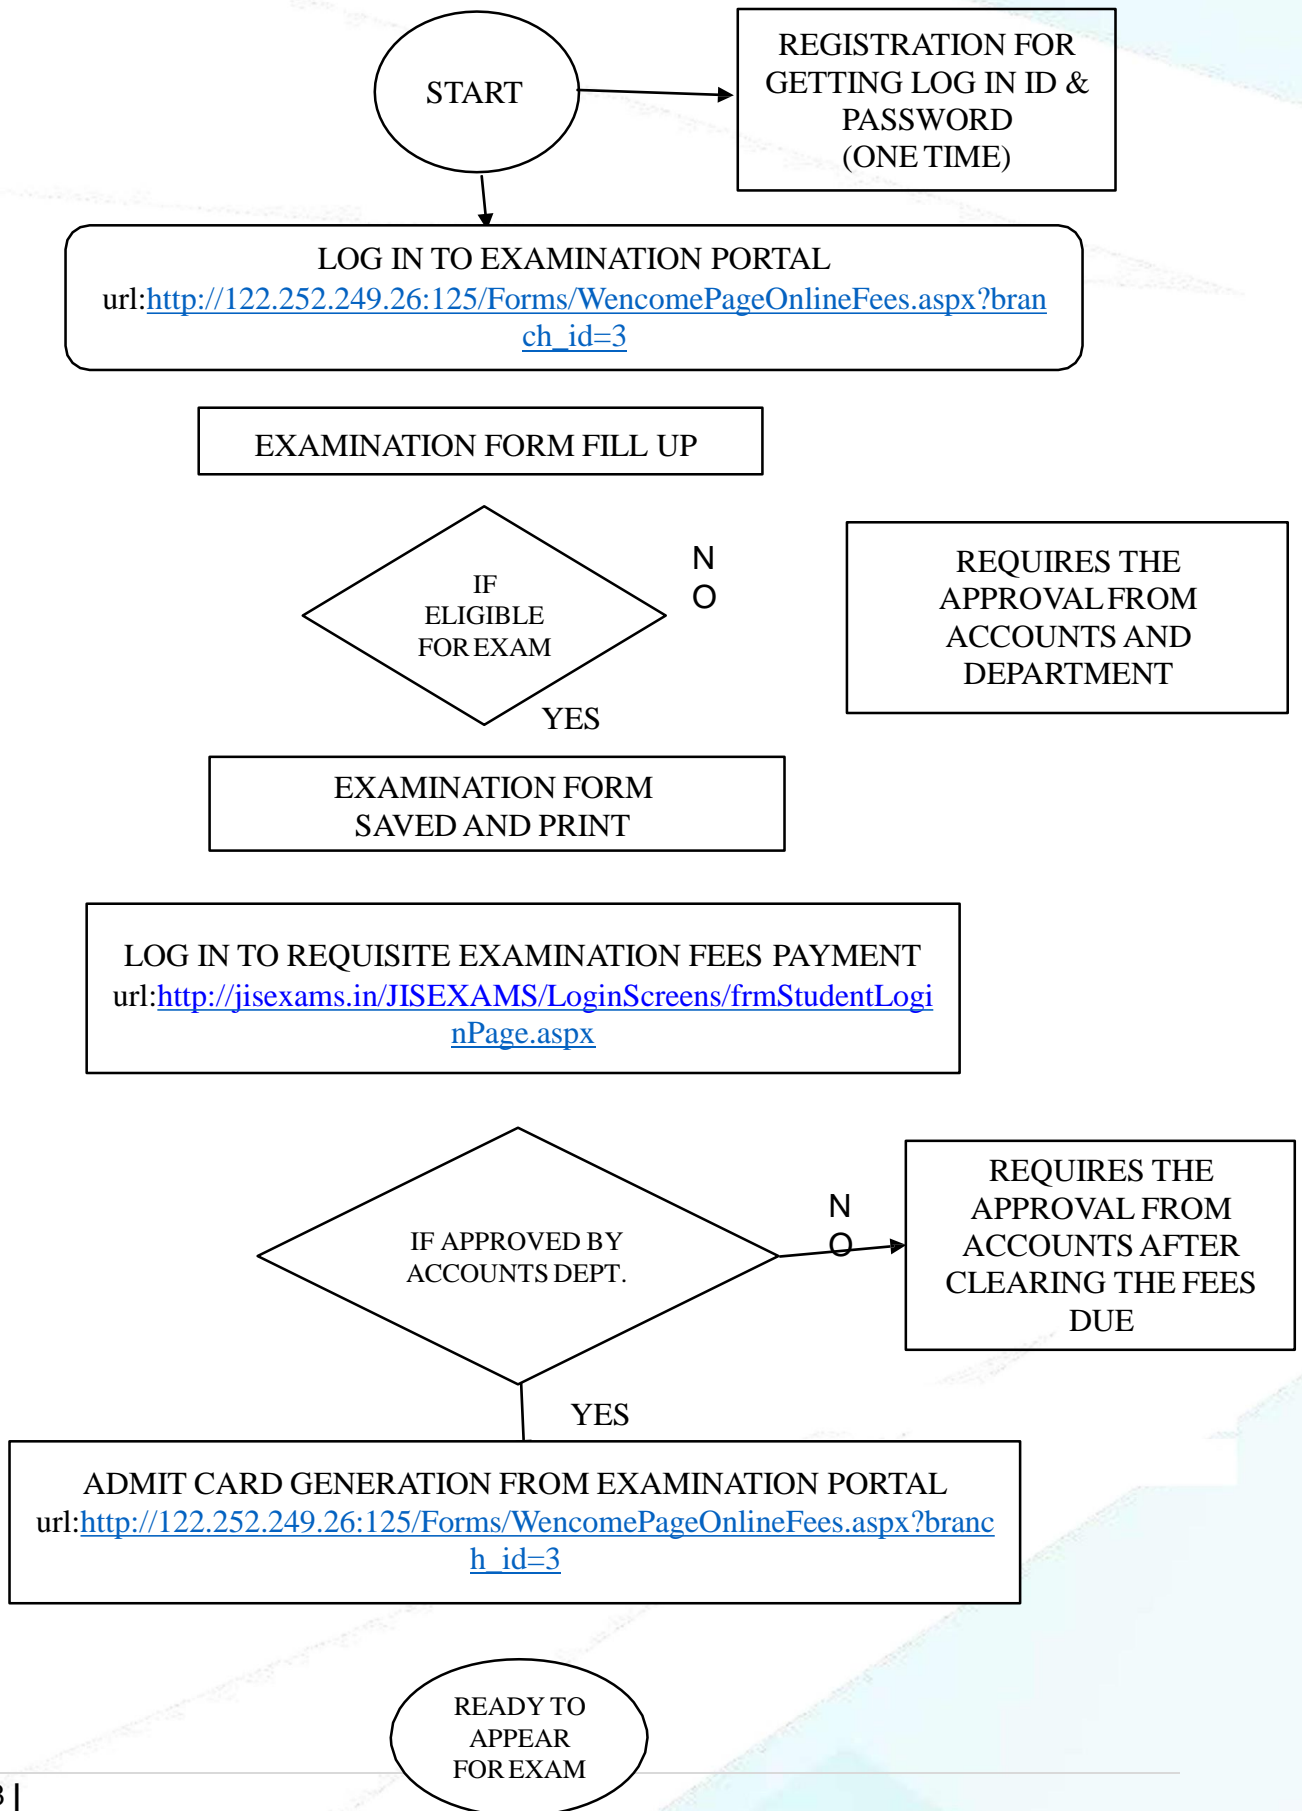 START
REGISTRATION FOR
GETTING LOG IN ID &
PASSWORD
(ONE TIME)
LOG IN TO EXAMINATION PORTAL
url:http://122.252.249.26:125/Forms/WencomePageOnlineFees.aspx?bran
ch_id=3
EXAMINATION FORM FILL UP
IF
ELIGIBLE
FOR EXAM
N
O
REQUIRES THE
APPROVAL FROM
ACCOUNTS AND
DEPARTMENT
YES
EXAMINATION FORM
SAVED AND PRINT
LOG IN TO REQUISITE EXAMINATION FEES PAYMENT
url:http://jisexams.in/JISEXAMS/LoginScreens/frmStudentLogi
nPage.aspx
IF APPROVED BY
ACCOUNTS DEPT.
N
O
REQUIRES THE
APPROVAL FROM
ACCOUNTS AFTER
CLEARING THE FEES
DUE
YES
ADMIT CARD GENERATION FROM EXAMINATION PORTAL
url:http://122.252.249.26:125/Forms/WencomePageOnlineFees.aspx?branc
h_id=3
READY TO
APPEAR
FOR EXAM
3 |